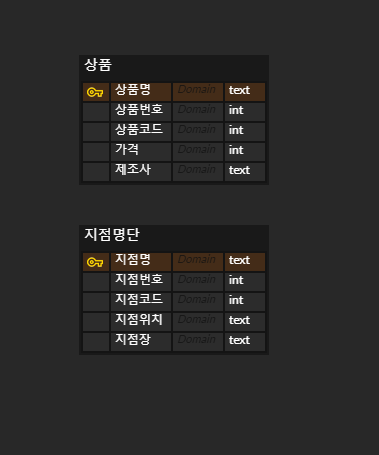 상품
상품명 Domain text
상품번호 Domain int
상품코드 Domain int
가격 Domain int
제조사 Domain text
지점명단
지점명 Domain text
지점번호 Domain int
지점코드 Domain int
지점위치 Domain text
지점장 Domain text